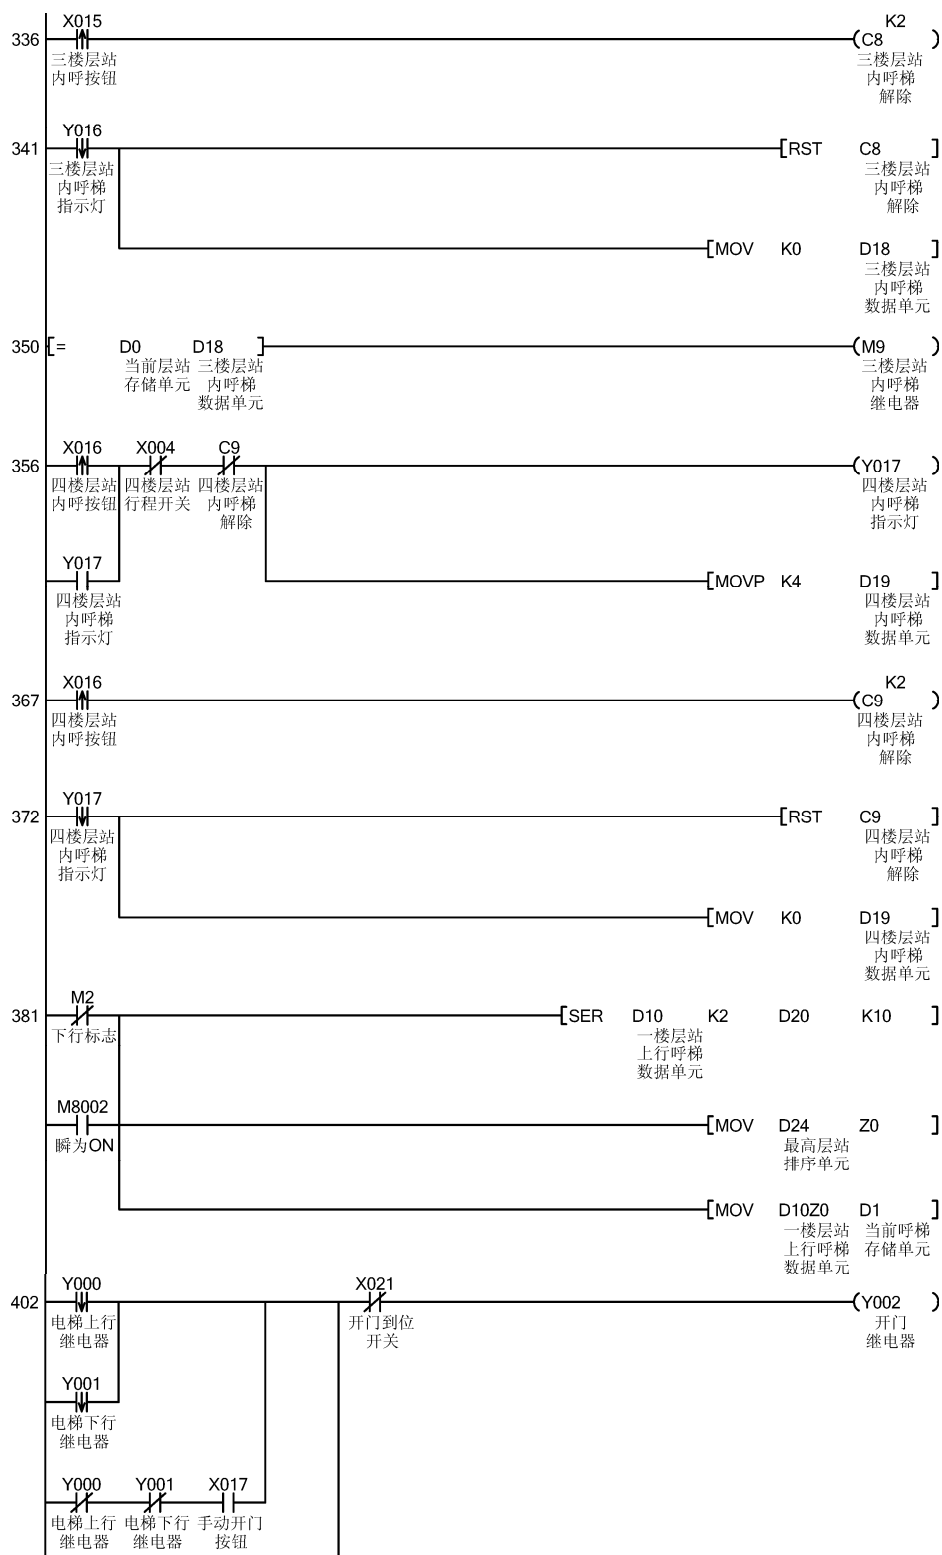 X015 K2
336 C8
三楼层站 三楼层站
内呼按钮 内呼梯
解除
Y016
341 RST C8
三楼层站 三楼层站
内呼梯 内呼梯
指示灯 解除
MOV K0 D18
三楼层站
内呼梯
数据单元
350 = D0 D18 M9
当前层站 三楼层站 三楼层站
存储单元 内呼梯 内呼梯
数据单元 继电器
X016 X004 C9
356 Y017
四楼层站 四楼层站 四楼层站 四楼层站
内呼按钮 行程开关 内呼梯 内呼梯
解除 指示灯
Y017
MOVP K4 D19
四楼层站 四楼层站
内呼梯 内呼梯
指示灯 数据单元
X016 K2
367 C9
四楼层站 四楼层站
内呼按钮 内呼梯
解除
Y017
372 RST C9
四楼层站 四楼层站
内呼梯 内呼梯
指示灯 解除
MOV K0 D19
四楼层站
内呼梯
数据单元
M2
381 SER D10 K2 D20 K10
下行标志 一楼层站
上行呼梯
数据单元
M8002
MOV D24 Z0
瞬为ON 最高层站
排序单元
MOV D10Z0 D1
一楼层站 当前呼梯
上行呼梯 存储单元
数据单元
Y000 X021
402 Y002
电梯上行 开门到位 开门
继电器 开关 继电器
Y001
电梯下行
继电器
Y000 Y001 X017
电梯上行 电梯下行 手动开门
继电器 继电器 按钮